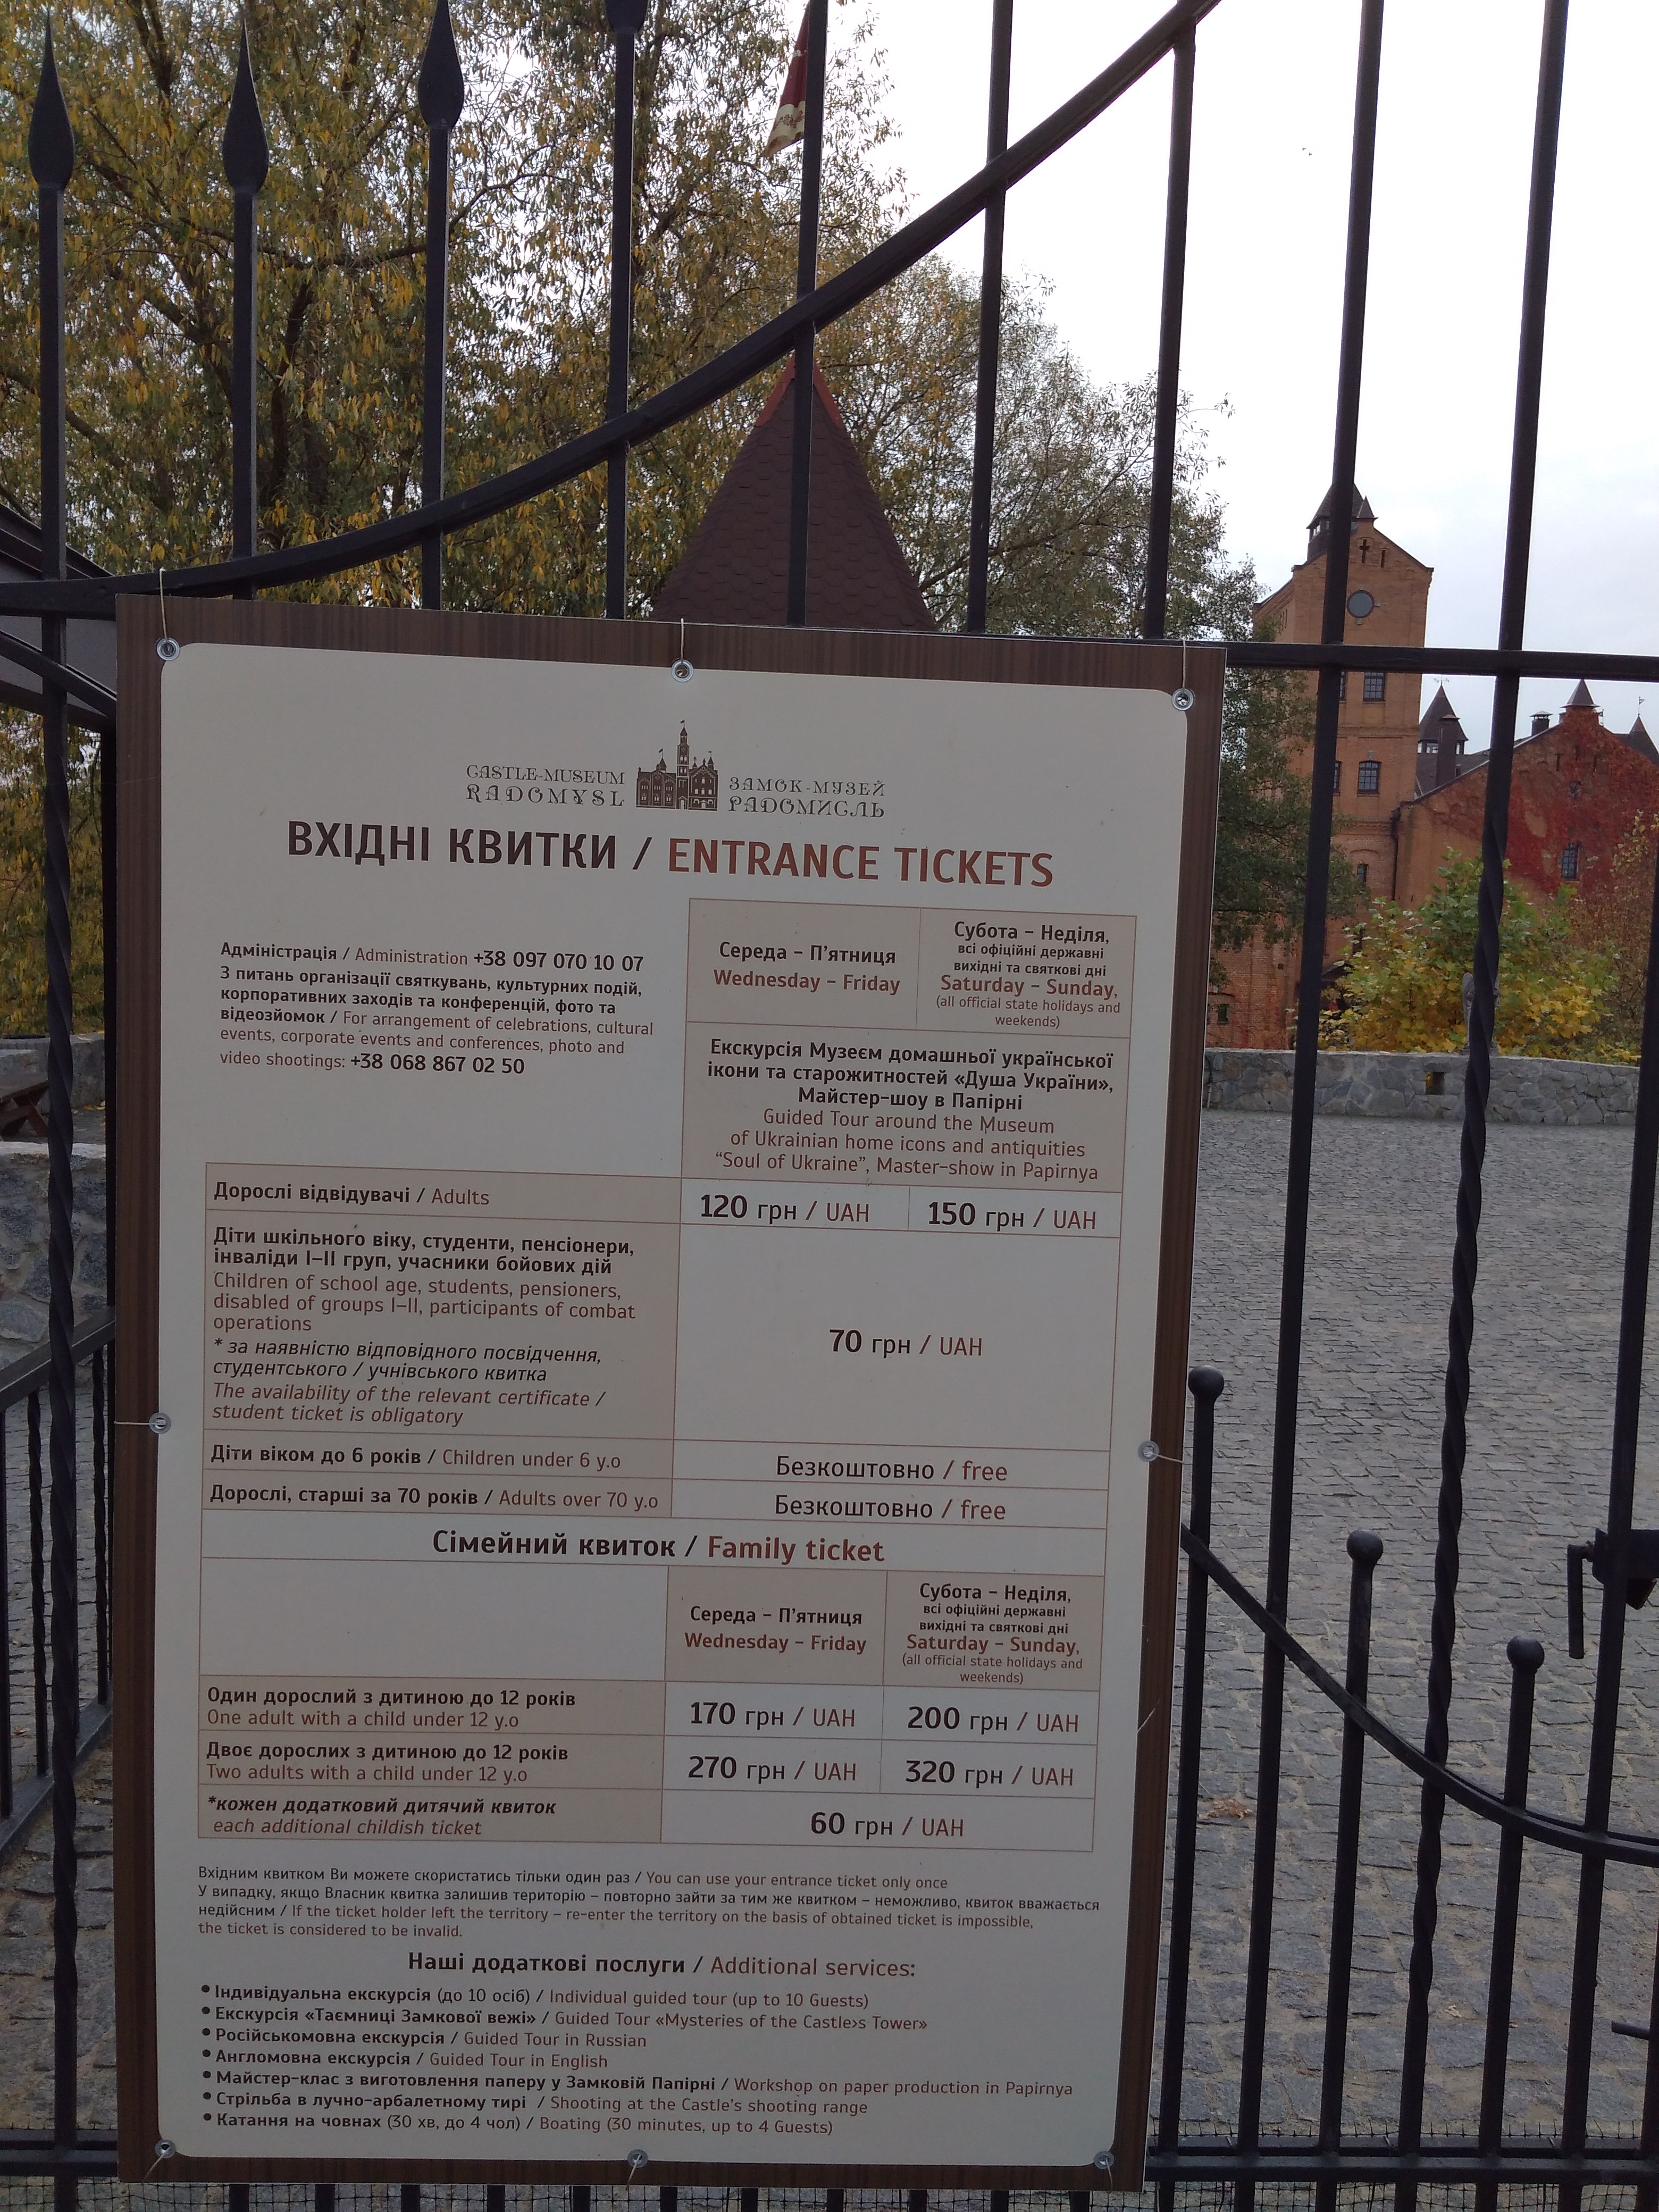 CASTLE-MUSEUM
RADOMYSL
ЗАМОК-МУЗЕЙ
РАДОМИСЛЬ
ВХІДНІ КВИТКИ / ENTRANCE TICKETS
Адміністрація / Administration +38 097 070 10 07
З питань організації святкувань, культурних подій,
корпоративних заходів та конференцій, фото та
відеозйомок / For arrangement of celebrations, cultural
events, corporate events and conferences, photo and
video shootings: +38 068 867 02 50
Середа – П'ятниця
Wednesday – Friday
Субота – Неділя,
всі офіційні державні
вихідні та святкові дні
Saturday – Sunday,
(all official state holidays and
weekends)
Екскурсія Музеєм домашньої української
ікони та старожитностей «Душа України»,
Майстер-шоу в Папірні
Guided Tour around the Museum
of Ukrainian home icons and antiquities
“Soul of Ukraine”, Master-show in Papirnya
Дорослі відвідувачі / Adults
120 грн / UAH
150 грн / UAH
Діти шкільного віку, студенти, пенсіонери,
інваліди І–ІІ груп, учасники бойових дій
Children of school age, students, pensioners,
disabled of groups I–II, participants of combat
operations
* за наявністю відповідного посвідчення,
студентського / учнівського квитка
The availability of the relevant certificate /
student ticket is obligatory
70 грн / UAH
Діти віком до 6 років / Children under 6 y.o
Безкоштовно / free
Дорослі, старші за 70 років / Adults over 70 y.o
Безкоштовно / free
Сімейний квиток / Family ticket
Середа – П'ятниця
Wednesday – Friday
Субота – Неділя,
всі офіційні державні
вихідні та святкові дні
Saturday – Sunday,
(all official state holidays and
weekends)
Один дорослий з дитиною до 12 років
One adult with a child under 12 y.o
170 грн / UAH
200 грн / UAH
Двоє дорослих з дитиною до 12 років
Two adults with a child under 12 y.o
270 грн / UAH
320 грн / UAH
*кожен додатковий дитячий квиток
each additional childish ticket
60 грн / UAH
Вхідним квитком Ви можете скористатись тільки один раз / You can use your entrance ticket only once
У випадку, якщо Власник квитка залишив територію – повторно зайти за тим же квитком – неможливо, квиток вважається
недійсним / If the ticket holder left the territory – re-enter the territory on the basis of obtained ticket is impossible,
the ticket is considered to be invalid.
Наші додаткові послуги / Additional services:
• Індивідуальна екскурсія (до 10 осіб) / Individual guided tour (up to 10 Guests)
• Екскурсія «Таємниці Замкової вежі» / Guided Tour «Mysteries of the Castle›s Tower»
• Російськомовна екскурсія / Guided Tour in Russian
• Англомовна екскурсія / Guided Tour in English
• Майстер-клас з виготовлення паперу у Замковій Папірні / Workshop on paper production in Papirnya
• Стрільба в лучно-арбалетному тирі / Shooting at the Castle's shooting range
• Катання на човнах (30 хв, до 4 чол) / Boating (30 minutes, up to 4 Guests)